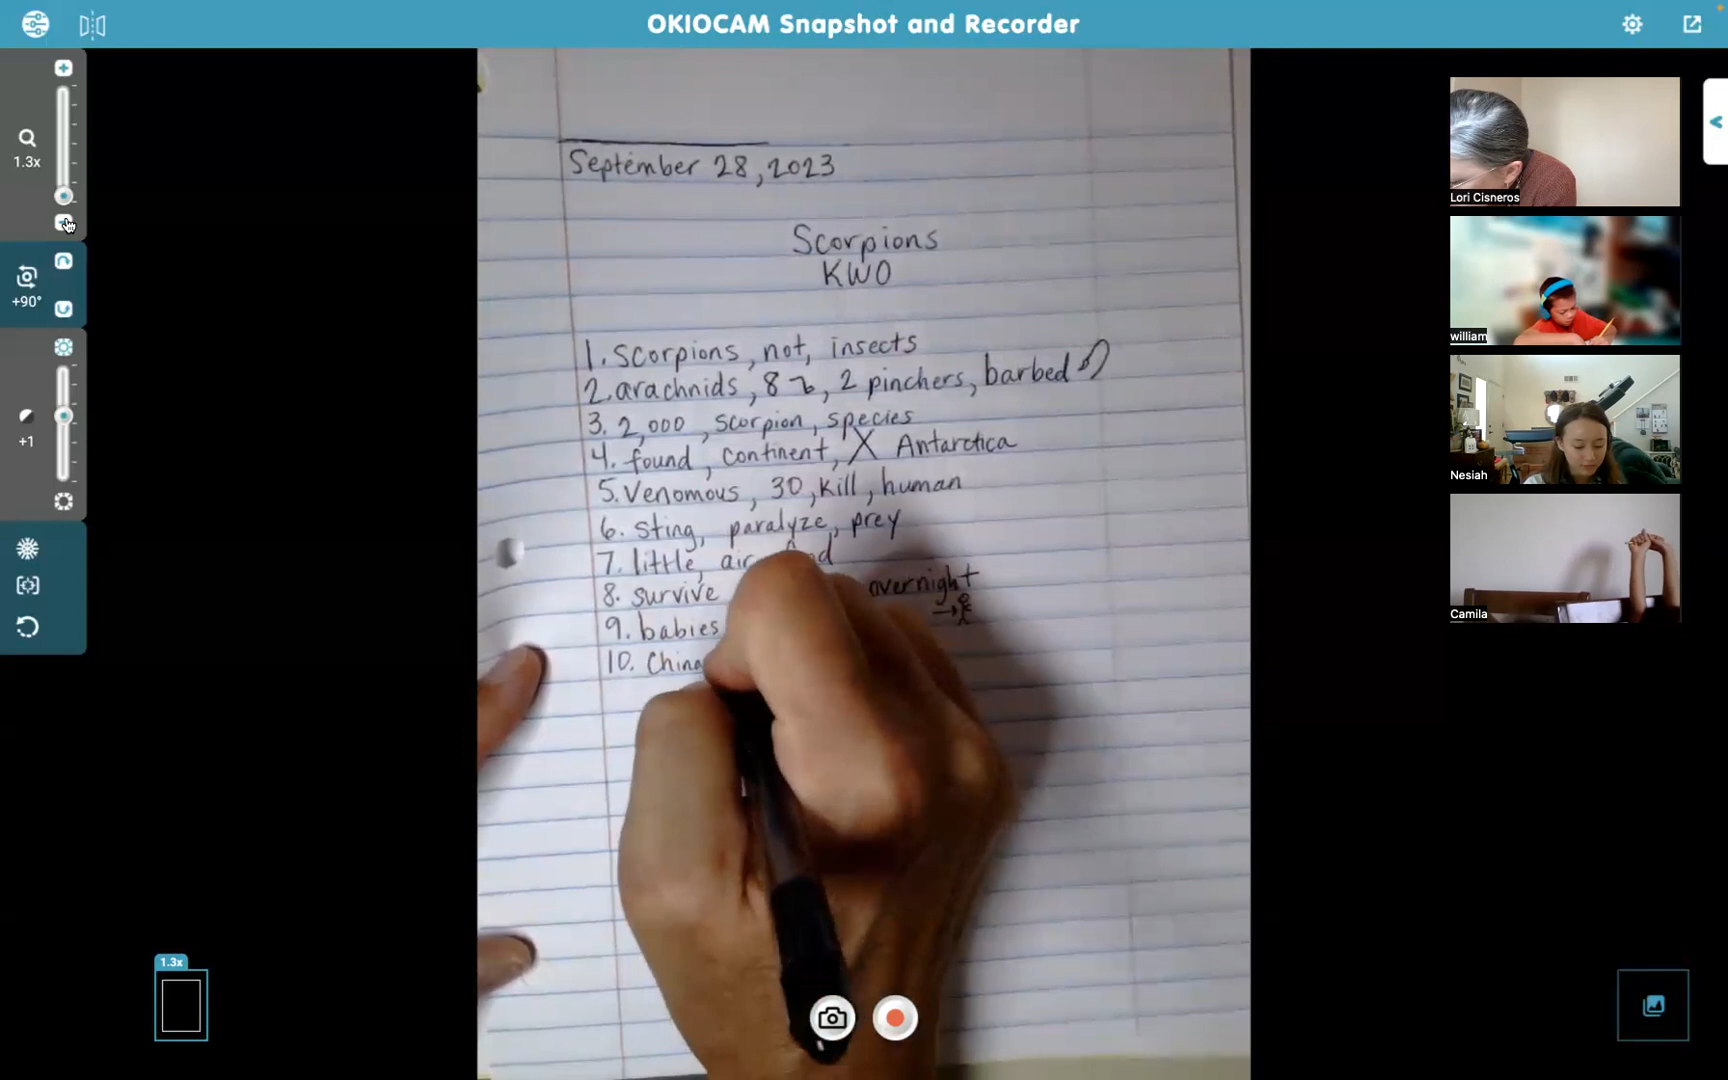 OKIOCAM Snapshot and Recorder
1.3x
+90°
+1
September 28, 2023
Scorpions
KWO
1. scorpions, not, insects
2. arachnids, 8, 2 pinchers, barbed
3. 2,000, scorpion, species
4. found, continent, X Antarctica
5. Venomous, 30, kill, human
6. sting, paralyze, prey
7. little, air
8. survive overnight
9. babies
10. China
1.3x
Lori Cisneros
william
Nesiah
Camila